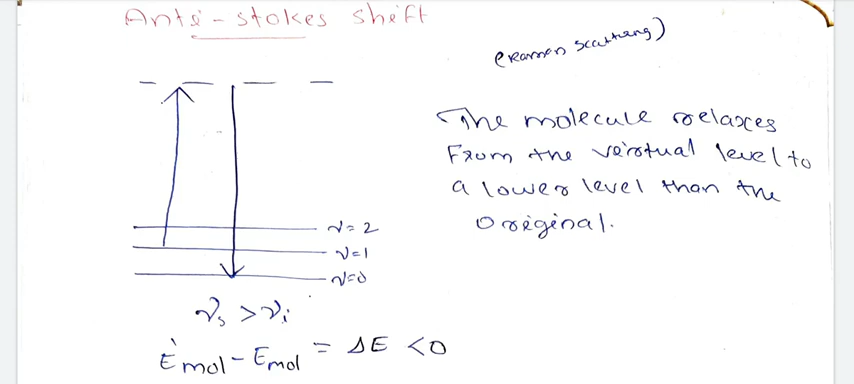 Anti-stokes shift
(Raman scattering)
The molecule relaxes
From the virtual level to
a lower level than the
original.
ν=2
ν=1
ν=0
νs > νi
E'mol - Emol = ΔE <0